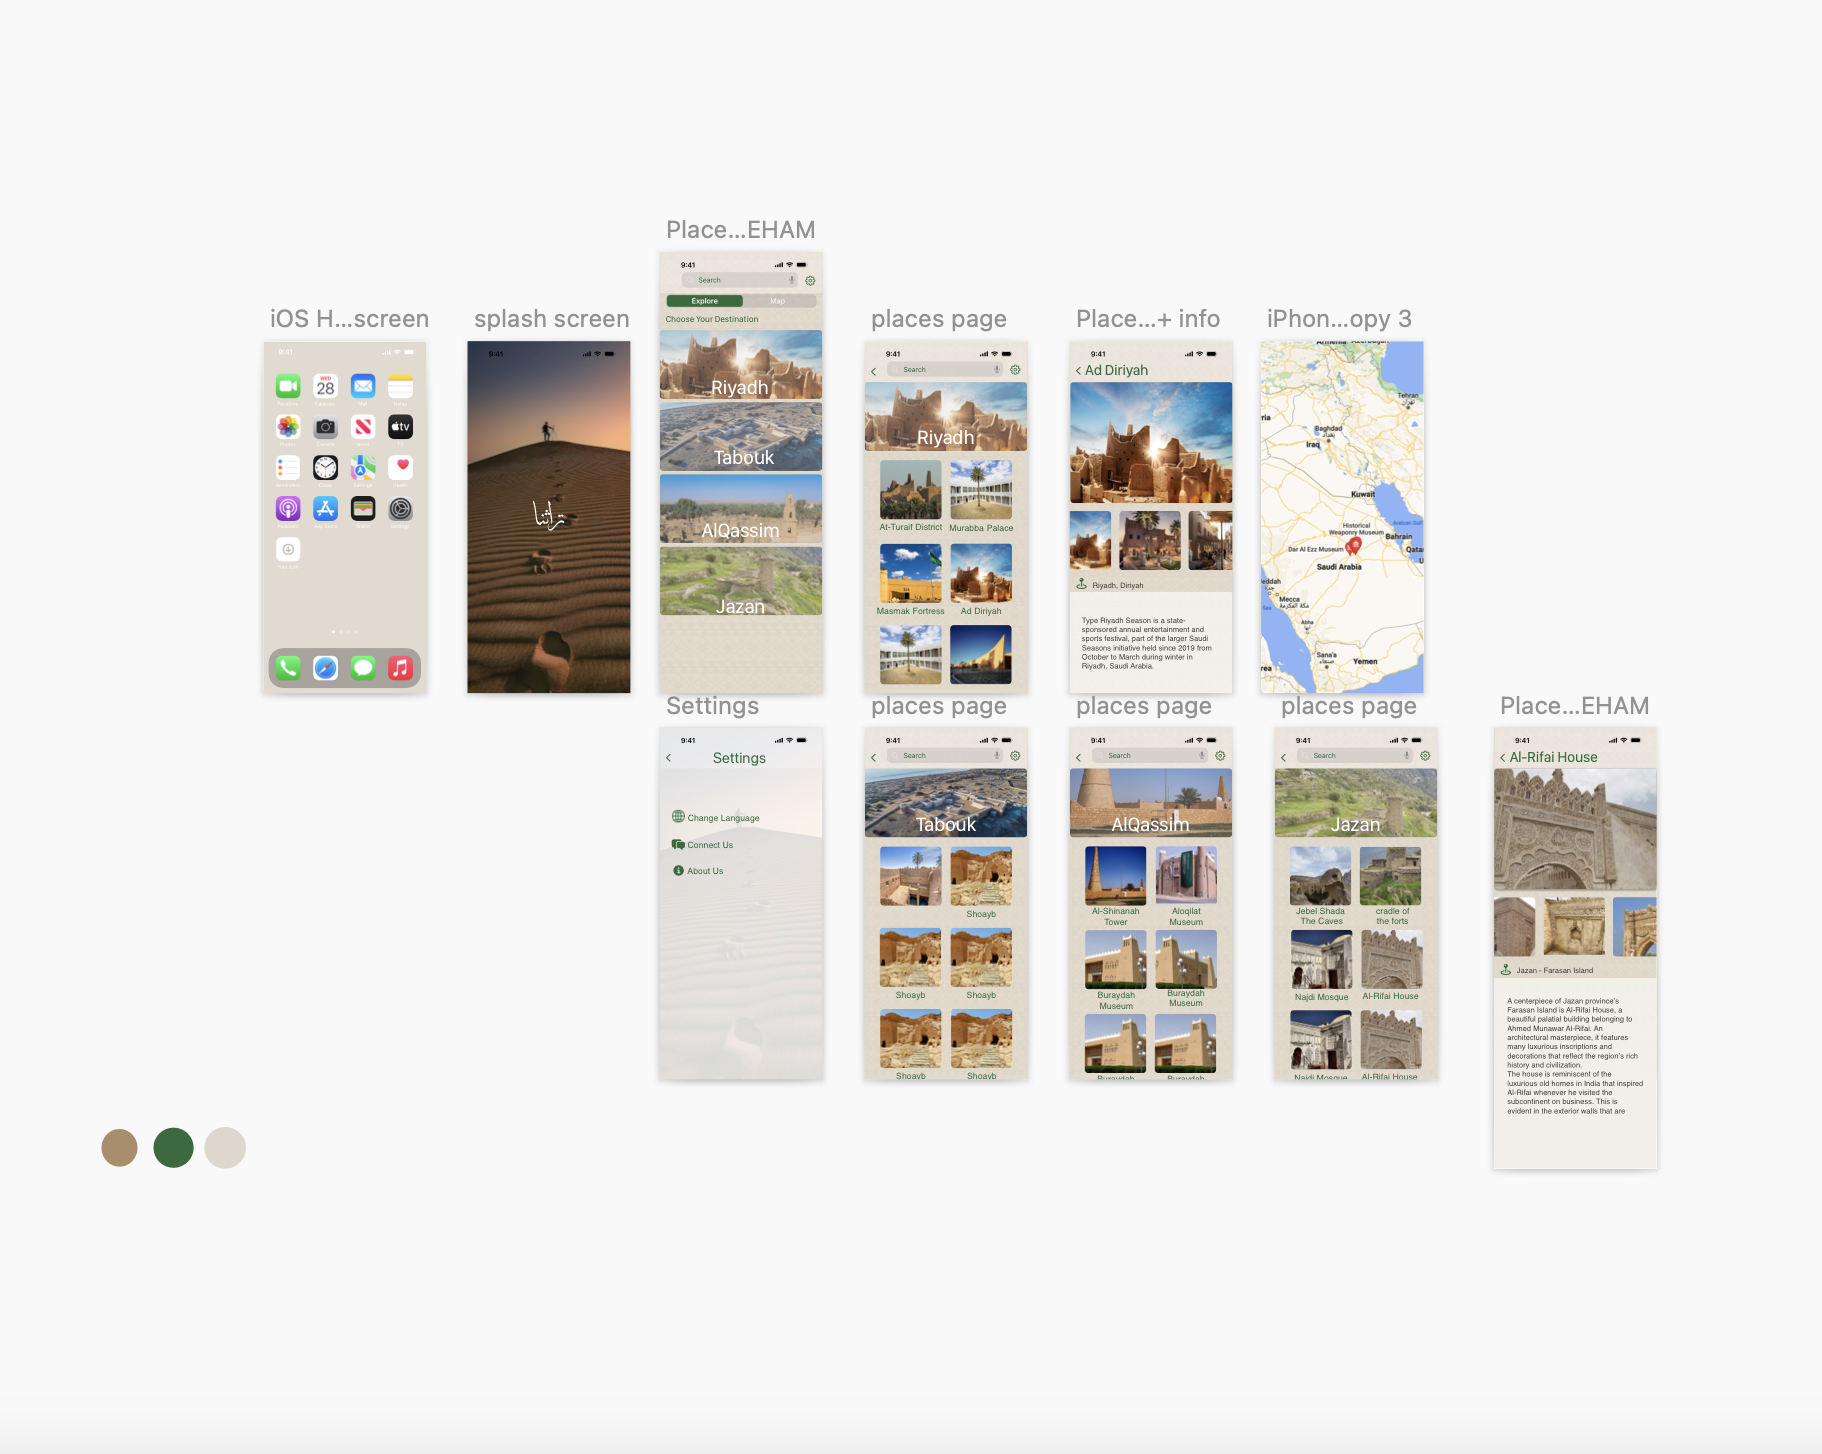 Place...EHAM
iOS H...screen
9:41
WED
28
tv
splash screen
9:41
تراثنا
9:41
Search
Explore
Map
Choose Your Destination
Riyadh
Tabouk
AlQassim
Jazan
places page
9:41
Search
Riyadh
At-Turaif District
Murabba Palace
Masmak Fortress
Ad Diriyah
Place...+ info
9:41
Ad Diriyah
Riyadh, Diriyah
Type Riyadh Season is a state-
sponsored annual entertainment and
sports festival, part of the larger Saudi
Seasons initiative held since 2019 from
October to March during winter in
Riyadh, Saudi Arabia.
iPhon...opy 3
Tehran
Baghdad
بغداد
Iraq
Kuwait
Historical
Weaponry Museum
Arabian Gulf
Bahrain
Dar Al Ezz Museum
Qata
Saudi Arabia
U
eddah
Mecca
مكة المكرمة
Sea
Abha
Sana'a
صنعاء
Yemen
rea
Settings
9:41
Settings
Change Language
Connect Us
About Us
places page
9:41
Search
Tabouk
Shoayb
Shoayb
Shoayb
Shoayb
Shoayb
places page
9:41
Search
AlQassim
Al-Shinanah
Tower
Aloqilat
Museum
Buraydah
Museum
Buraydah
Museum
Buraydah
Buraydah
places page
9:41
Search
Jazan
Jebel Shada
The Caves
cradle of
the forts
Najdi Mosque
Al-Rifai House
Najdi Mosque
Al-Rifai House
Place...EHAM
9:41
Al-Rifai House
Jazan - Farasan Island
A centerpiece of Jazan province's
Farasan Island is Al-Rifai House, a
beautiful palatial building belonging to
Ahmed Munawar Al-Rifai. An
architectural masterpiece, it features
many luxurious inscriptions and
decorations that reflect the region's rich
history and civilization.
The house is reminiscent of the
luxurious old homes in India that inspired
Al-Rifai whenever he visited the
subcontinent on business. This is
evident in the exterior walls that are